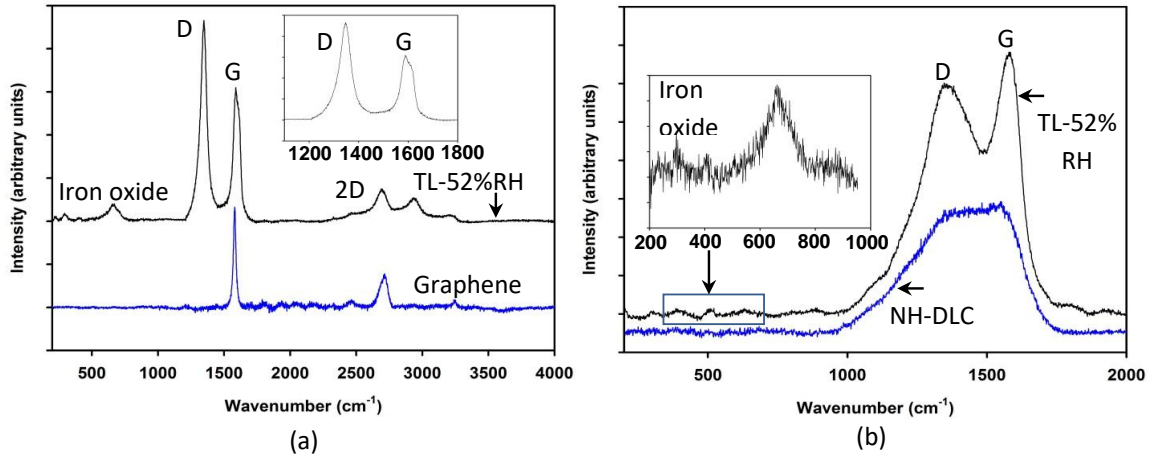 Intensity (arbitrary units)
D
G
Iron oxide
2D
TL-52%RH
Graphene
D
G
1200 1400 1600 1800
500 1000 1500 2000 2500 3000 3500 4000
Wavenumber (cm-1)
(a)
Intensity (arbitrary units)
Iron
oxide
200 400 600 800 1000
D
G
TL-52%
RH
NH-DLC
500 1000 1500 2000
Wavenumber (cm-1)
(b)